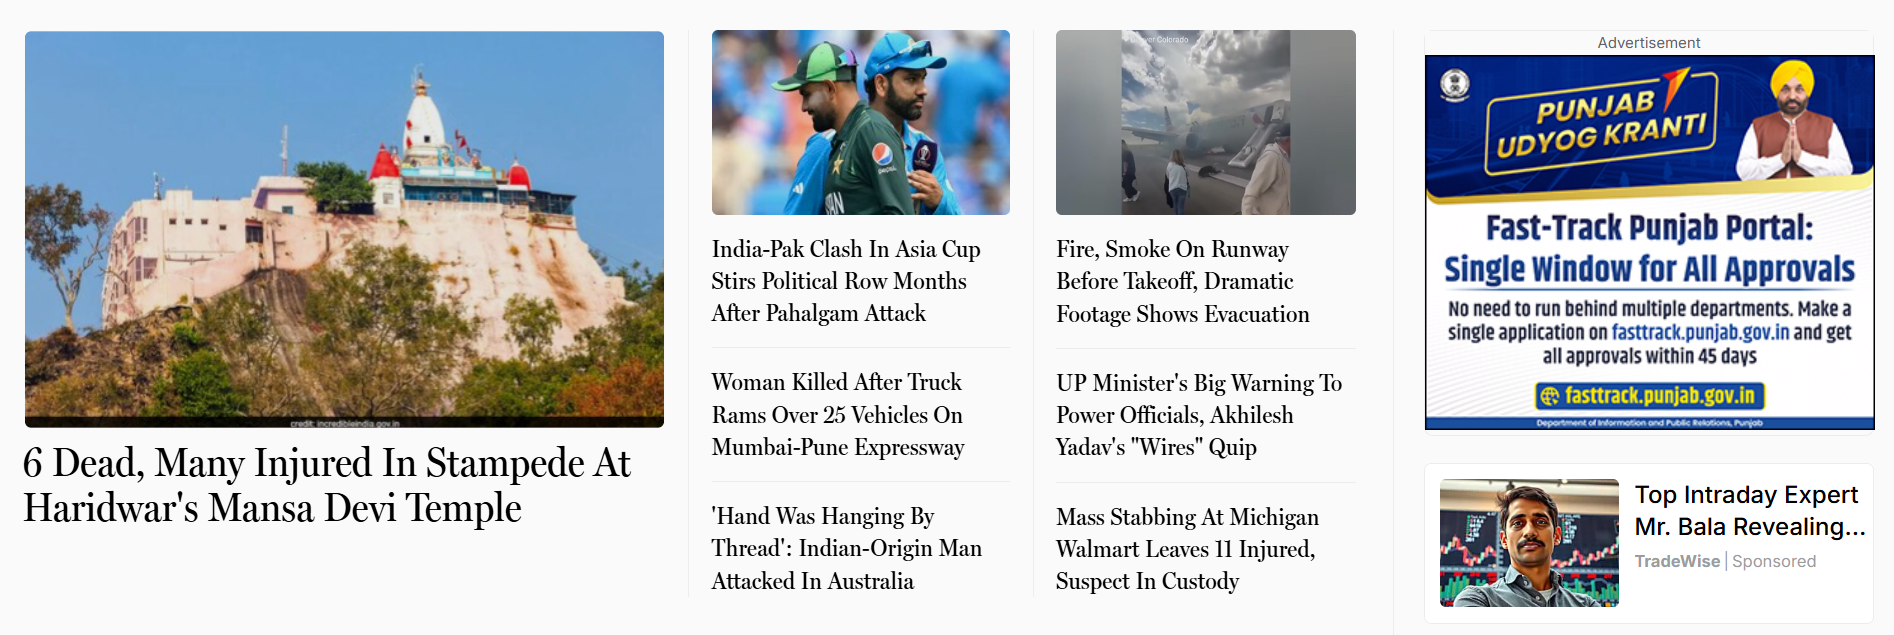 credit: incredibleindia.gov.in
6 Dead, Many Injured In Stampede At
Haridwar's Mansa Devi Temple
India-Pak Clash In Asia Cup
Stirs Political Row Months
After Pahalgam Attack
Woman Killed After Truck
Rams Over 25 Vehicles On
Mumbai-Pune Expressway
'Hand Was Hanging By
Thread': Indian-Origin Man
Attacked In Australia
Colorado
Fire, Smoke On Runway
Before Takeoff, Dramatic
Footage Shows Evacuation
UP Minister's Big Warning To
Power Officials, Akhilesh
Yadav's "Wires" Quip
Mass Stabbing At Michigan
Walmart Leaves 11 Injured,
Suspect In Custody
Advertisement
PUNJAB
UDYOG KRANTI
Fast-Track Punjab Portal:
Single Window for All Approvals
No need to run behind multiple departments. Make a
single application on fasttrack.punjab.gov.in and get
all approvals within 45 days
fasttrack.punjab.gov.in
Department of Information and Public Relations, Punjab
Top Intraday Expert
Mr. Bala Revealing...
TradeWise | Sponsored